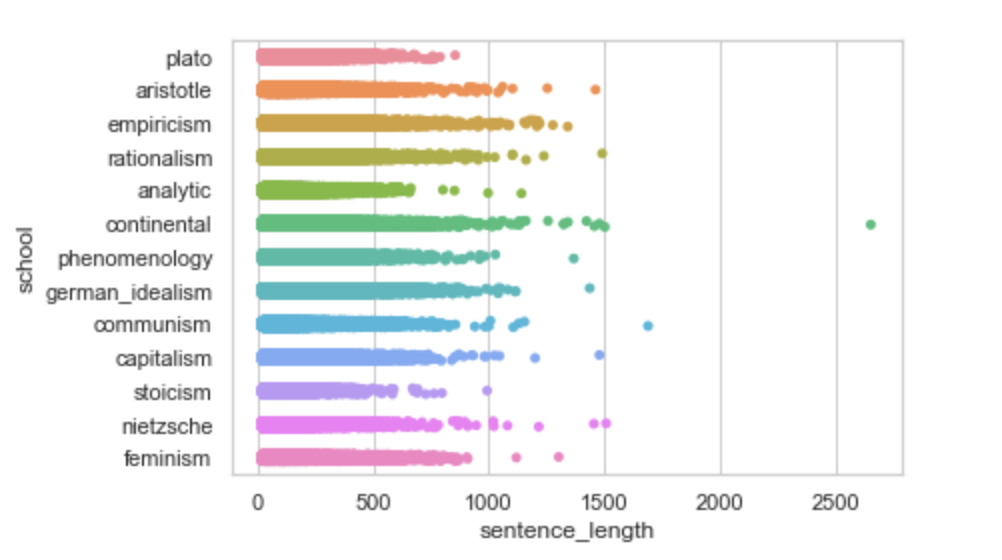 plato
aristotle
empiricism
rationalism
analytic
continental
phenomenology
german_idealism
communism
capitalism
stoicism
nietzsche
feminism
school
0 500 1000 1500 2000 2500
sentence_length